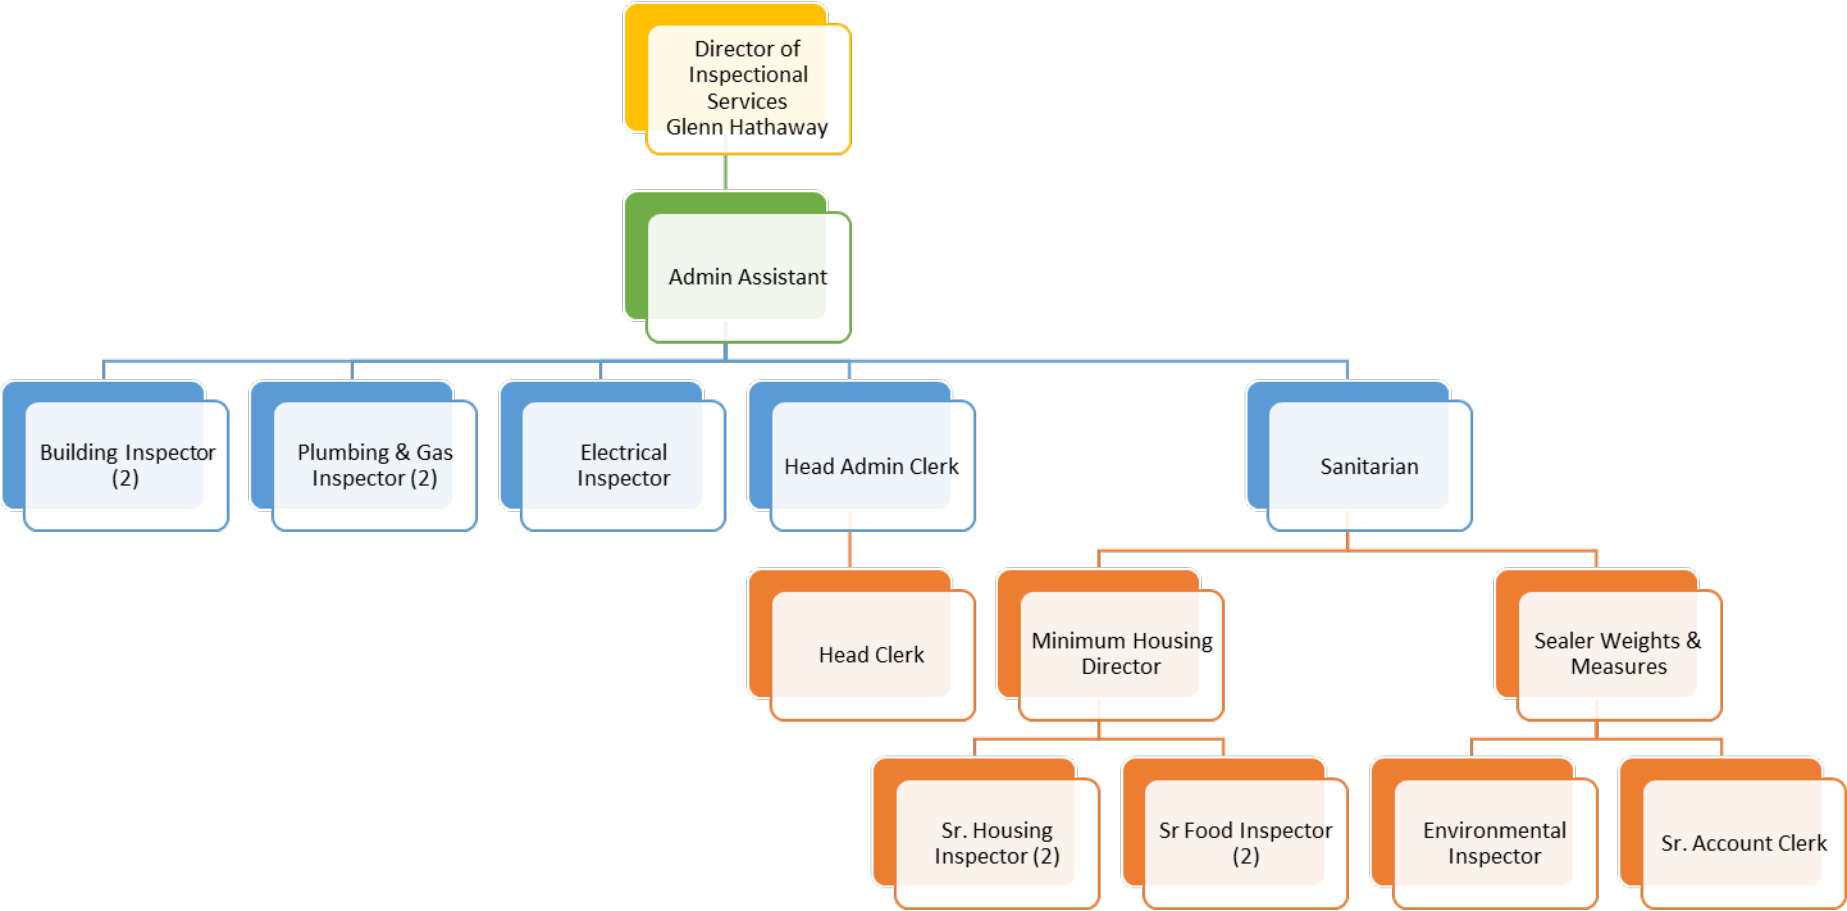 Director of
Inspectional
Services
Glenn Hathaway
Admin Assistant
Building Inspector
(2)
Plumbing & Gas
Inspector (2)
Electrical
Inspector
Head Admin Clerk
Sanitarian
Head Clerk
Minimum Housing
Director
Sealer Weights &
Measures
Sr. Housing
Inspector (2)
Sr Food Inspector
(2)
Environmental
Inspector
Sr. Account Clerk